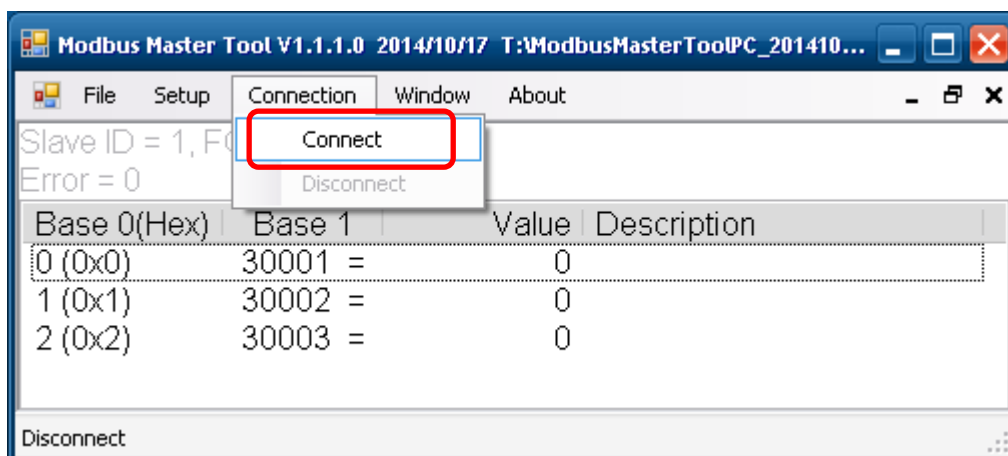 Modbus Master Tool V1.1.1.0 2014/10/17 T:\ModbusMasterToolPC_201410...
File Setup Connection Window About
Connect
Disconnect
Slave ID = 1,
Error = 0
Base 0(Hex) Base 1 Value Description
0 (0x0) 30001 = 0
1 (0x1) 30002 = 0
2 (0x2) 30003 = 0
Disconnect